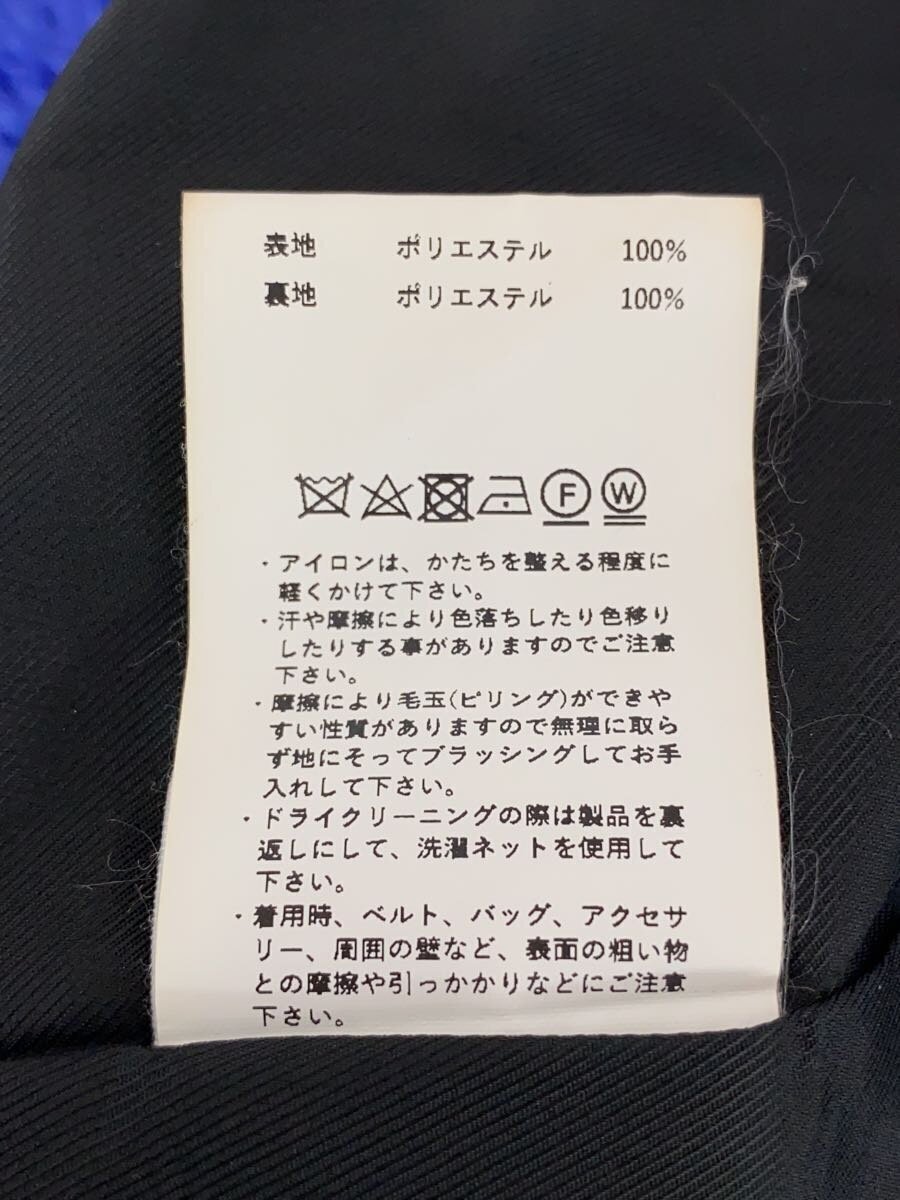 表地 ポリエステル 100%
裏地 ポリエステル 100%
F W
・アイロンは、かたちを整える程度に
軽くかけて下さい。
・汗や摩擦により色落ちしたり色移り
したりする事がありますのでご注意
下さい。
・摩擦により毛玉(ピリング)ができや
すい性質がありますので無理に取ら
ず地にそってブラッシングしてお手
入れして下さい。
・ドライクリーニングの際は製品を裏
返しにして、洗濯ネットを使用して
下さい。
・着用時、ベルト、バッグ、アクセサ
リー、周囲の壁など、表面の粗い物
との摩擦や引っかかりなどにご注意
下さい。